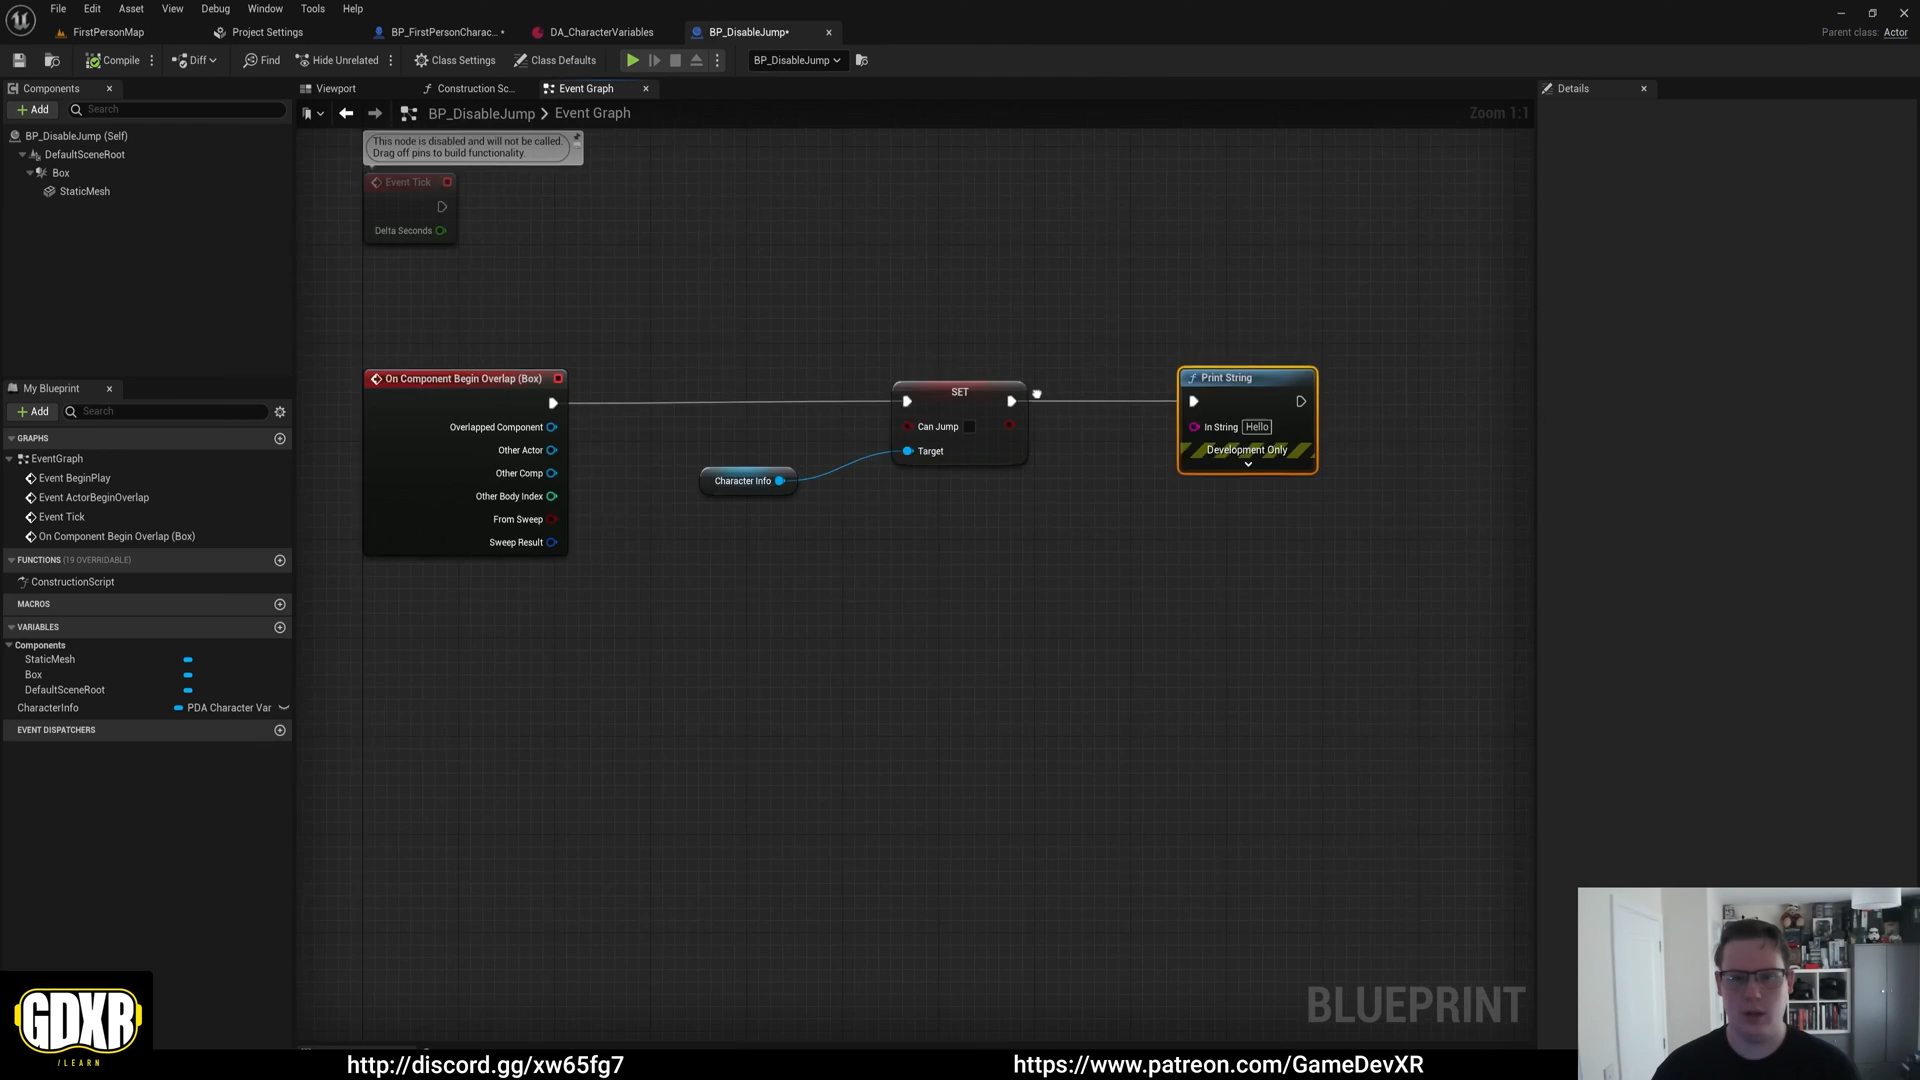 File Edit View Asset Debug Window Tools Help
FirstPersonMap
Project Settings
BP_FirstPersonCharac...*
DA_CharacterVariables
BP_DisableJump*
Parent class: Actor
Compile
Diff
Find
Hide Unrelated
Class Settings
Class Defaults
BP_DisableJump
Components
Add
Search
BP_DisableJump (Self)
DefaultSceneRoot
Box
StaticMesh
My Blueprint
Add
Search
GRAPHS
EventGraph
Event BeginPlay
Event ActorBeginOverlap
Event Tick
On Component Begin Overlap (Box)
FUNCTIONS (19 OVERRIDABLE)
ConstructionScript
MACROS
VARIABLES
Components
StaticMesh
Box
DefaultSceneRoot
CharacterInfo PDA Character Var
EVENT DISPATCHERS
Viewport
Construction Sc...
Event Graph
BP_DisableJump > Event Graph
Zoom 1:1
This node is disabled and will not be called.
Drag off pins to build functionality.
Event Tick
Delta Seconds
On Component Begin Overlap (Box)
Overlapped Component
Other Actor
Other Comp
Other Body Index
From Sweep
Sweep Result
Character Info
SET
Can Jump
Target
Print String
In String Hello
Development Only
Details
BLUEPRINT
GDXR
/LEARN
http://discord.gg/xw65fg7
https://www.patreon.com/GameDevXR